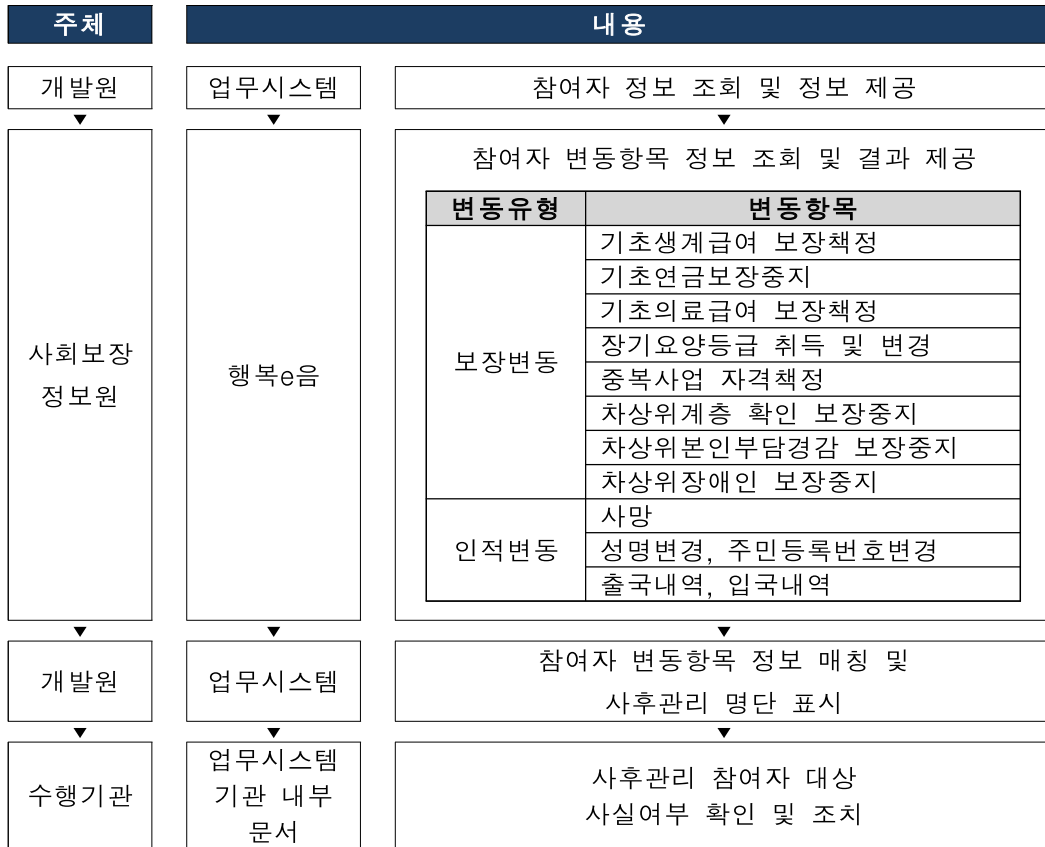 주체
내용
개발원
업무시스템
참여자 정보 조회 및 정보 제공
▼ ▼ ▼
사회보장
정보원
행복e음
참여자 변동항목 정보 조회 및 결과 제공
변동유형
변동항목
보장변동
기초생계급여 보장책정
기초연금보장중지
기초의료급여 보장책정
장기요양등급 취득 및 변경
중복사업 자격책정
차상위계층 확인 보장중지
차상위본인부담경감 보장중지
차상위장애인 보장중지
인적변동
사망
성명변경, 주민등록번호변경
출국내역, 입국내역
▼ ▼ ▼
개발원
업무시스템
참여자 변동항목 정보 매칭 및
사후관리 명단 표시
▼ ▼ ▼
수행기관
업무시스템
기관 내부
문서
사후관리 참여자 대상
사실여부 확인 및 조치